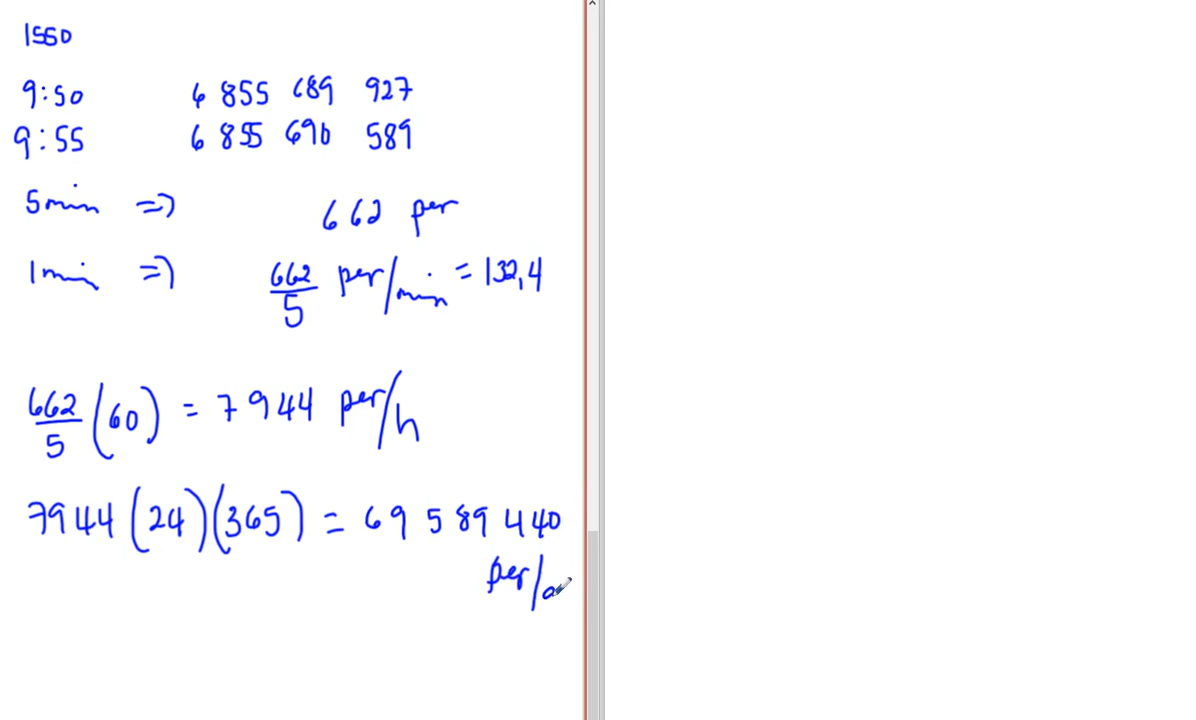 1550
9:50 6 855 689 927
9:55 6 855 690 589
5min => 662 per
1min => 662/5 per/min = 132,4
662/5 (60) = 7944 per/h
7944 (24)(365) = 69 589 440
per/a